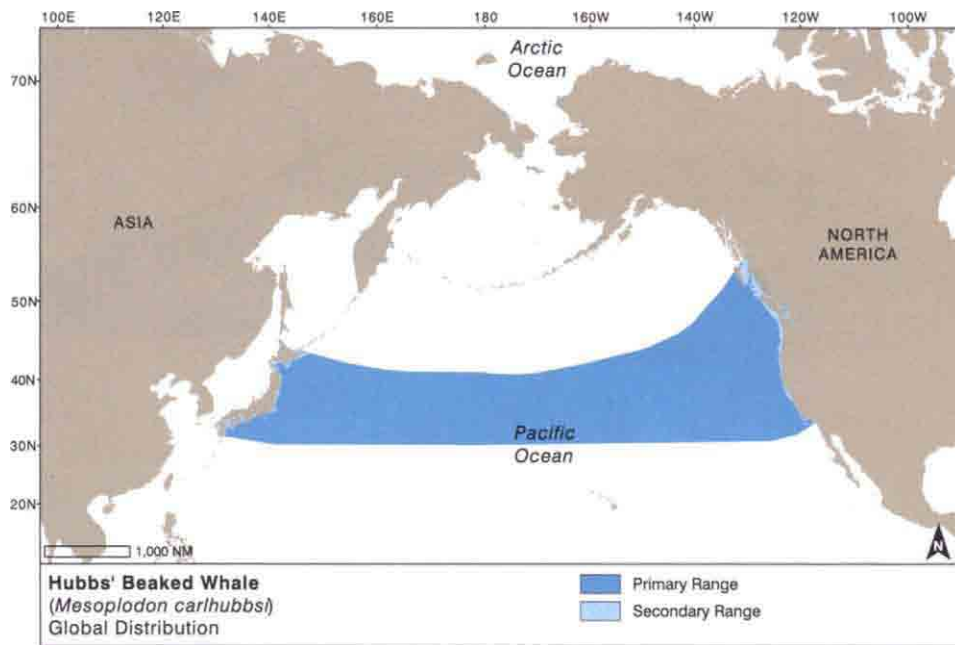 100E 120E 140E 160E 180 160W 140W 120W 100W
Arctic
Ocean
70N
60N
ASIA
NORTH
AMERICA
50N
40N
30N
Pacific
Ocean
20N
1,000 NM
N
Hubbs' Beaked Whale
(Mesoplodon carlhubbsi)
Global Distribution
Primary Range
Secondary Range